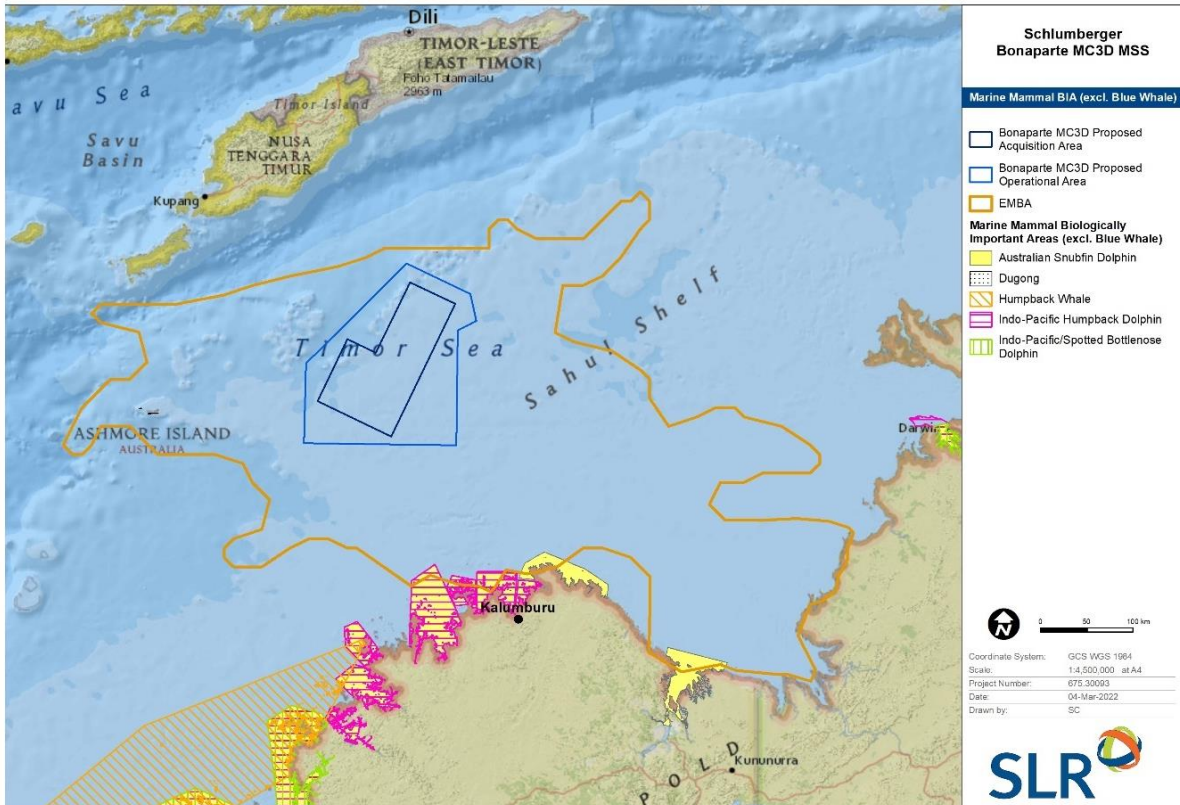 Dili
TIMOR-LESTE
(EAST TIMOR)
Foho Tatamailau
2963 m
avu Sea
Timor Island
Savu
Basin
NUSA
TENGGARA
TIMUR
Kupang
Timor Sea
Sahul Shelf
ASHMORE ISLAND
AUSTRALIA
Darwin
Kalumburu
Kununurra
POLD
Schlumberger
Bonaparte MC3D MSS
Marine Mammal BIA (excl. Blue Whale)
Bonaparte MC3D Proposed
Acquisition Area
Bonaparte MC3D Proposed
Operational Area
EMBA
Marine Mammal Biologically
Important Areas (excl. Blue Whale)
Australian Snubfin Dolphin
Dugong
Humpback Whale
Indo-Pacific Humpback Dolphin
Indo-Pacific/Spotted Bottlenose
Dolphin
N
0 50 100 km
Coordinate System: GCS WGS 1984
Scale: 1:4,500,000 at A4
Project Number: 675.30093
Date: 04-Mar-2022
Drawn by: SC
SLR